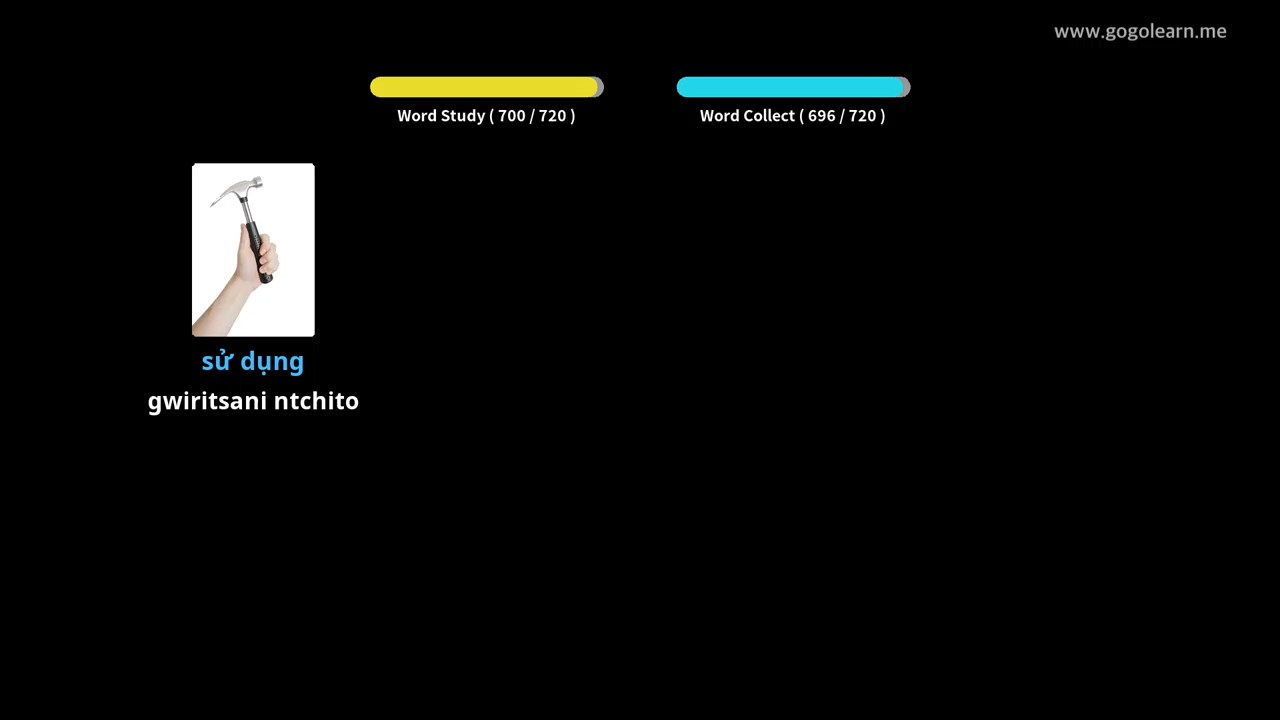 www.gogolearn.me
Word Study ( 700 / 720 )
Word Collect ( 696 / 720 )
sử dụng
gwiritsani ntchito